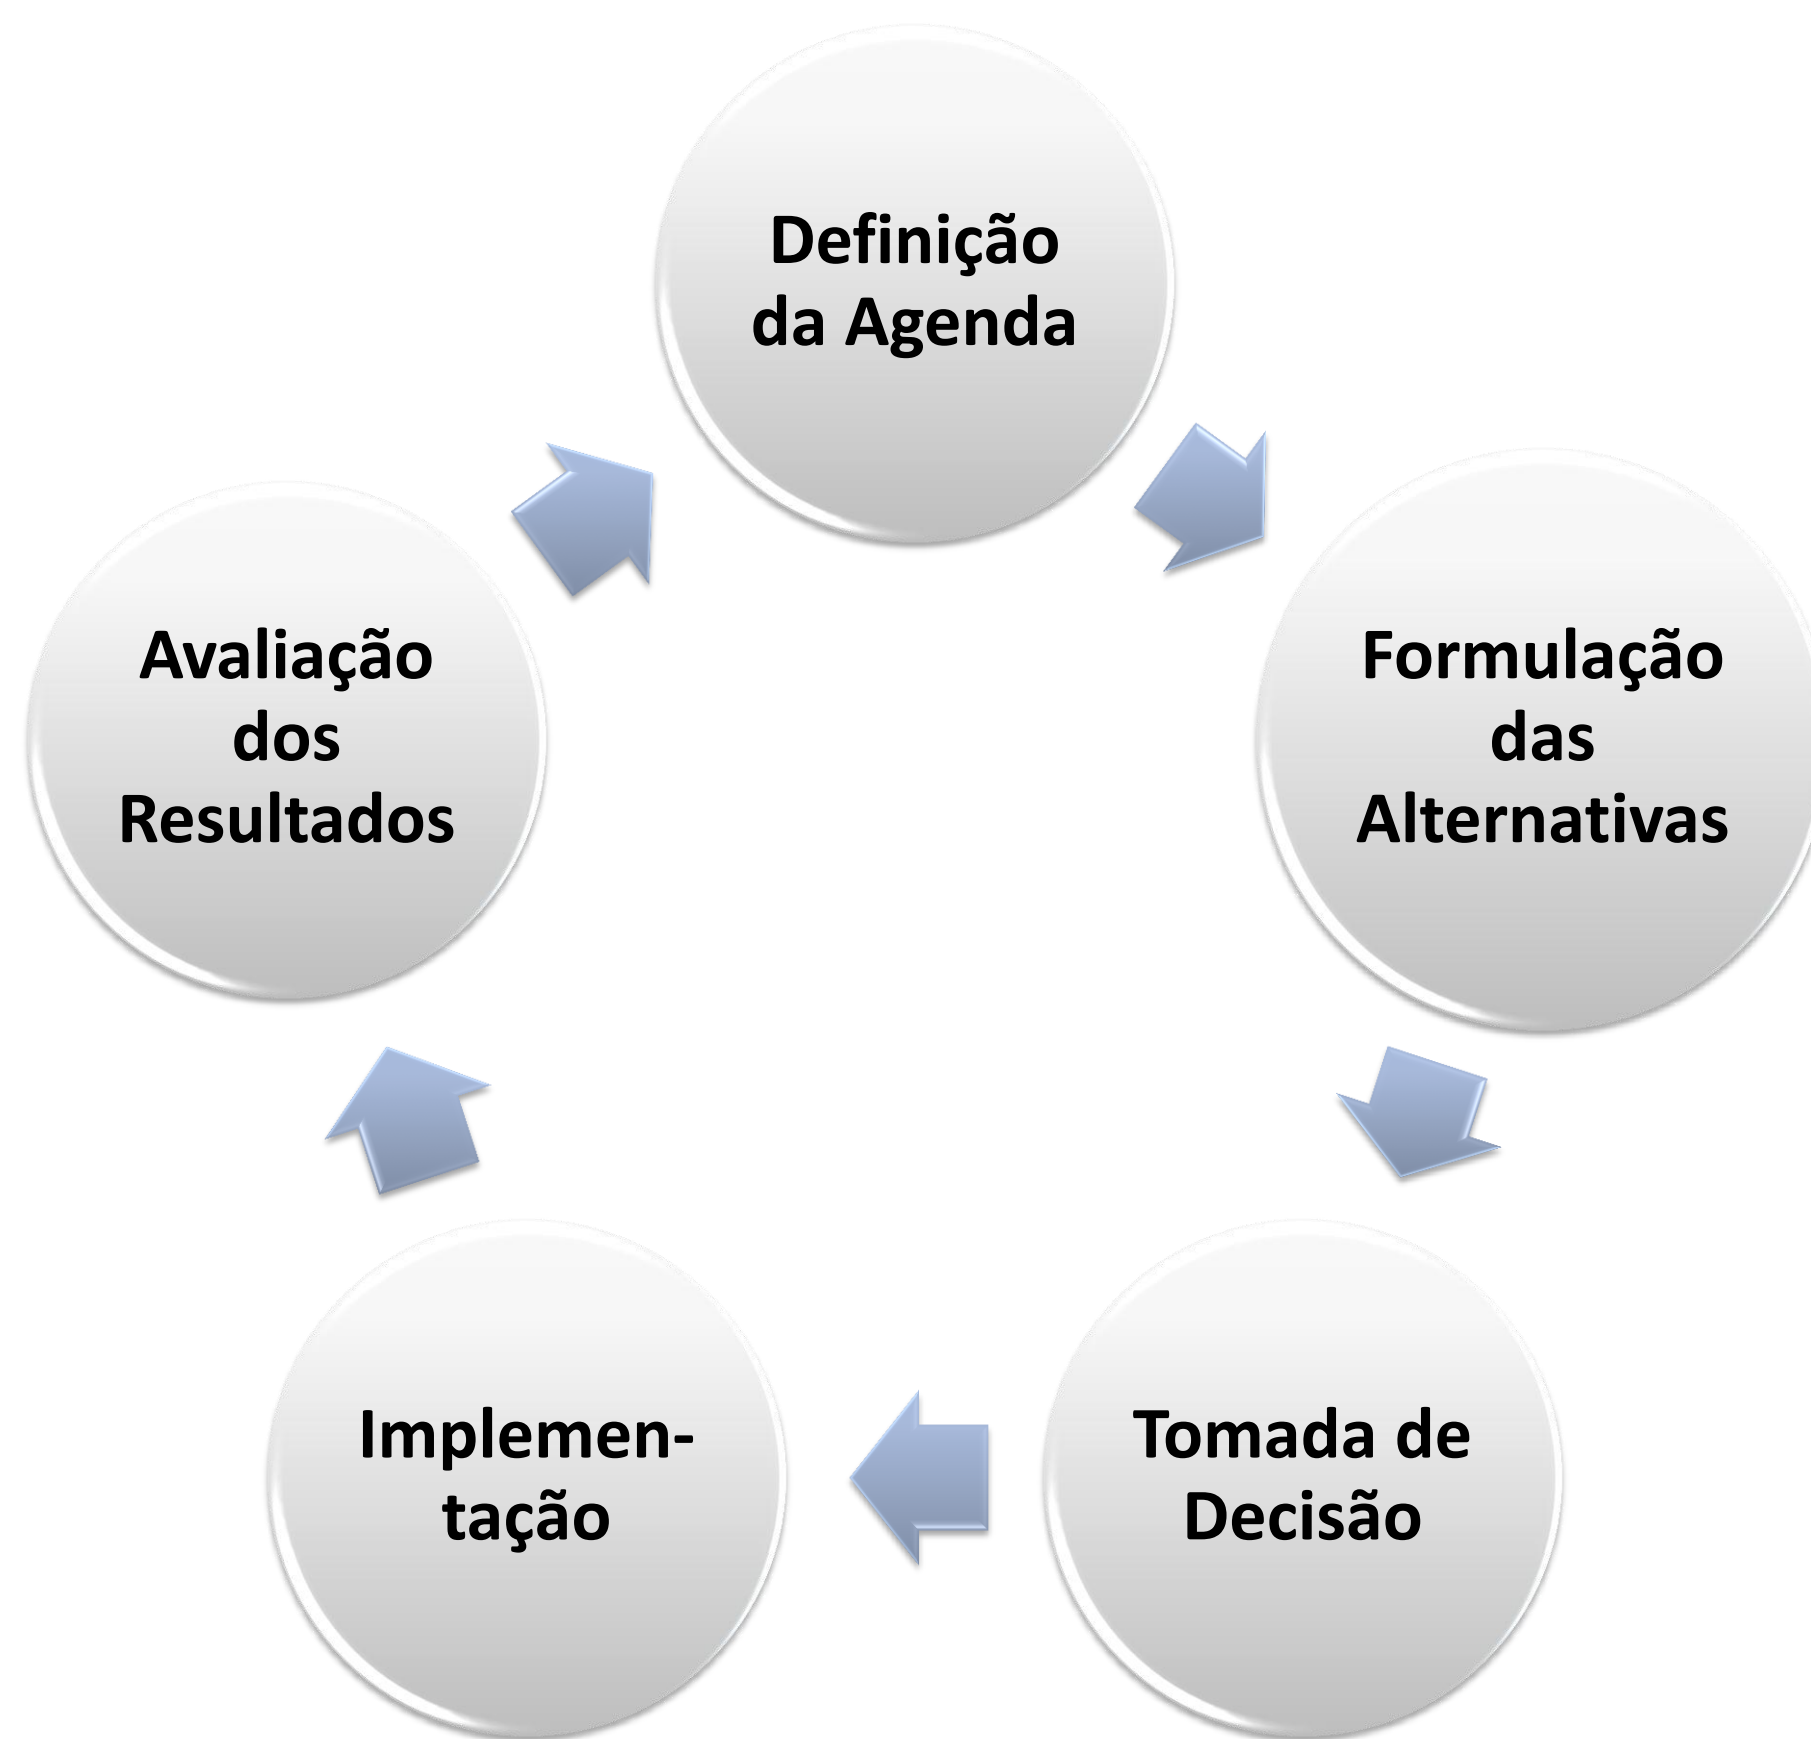 Definição
da Agenda
Formulação
das
Alternativas
Tomada de
Decisão
Implemen-
tação
Avaliação
dos
Resultados